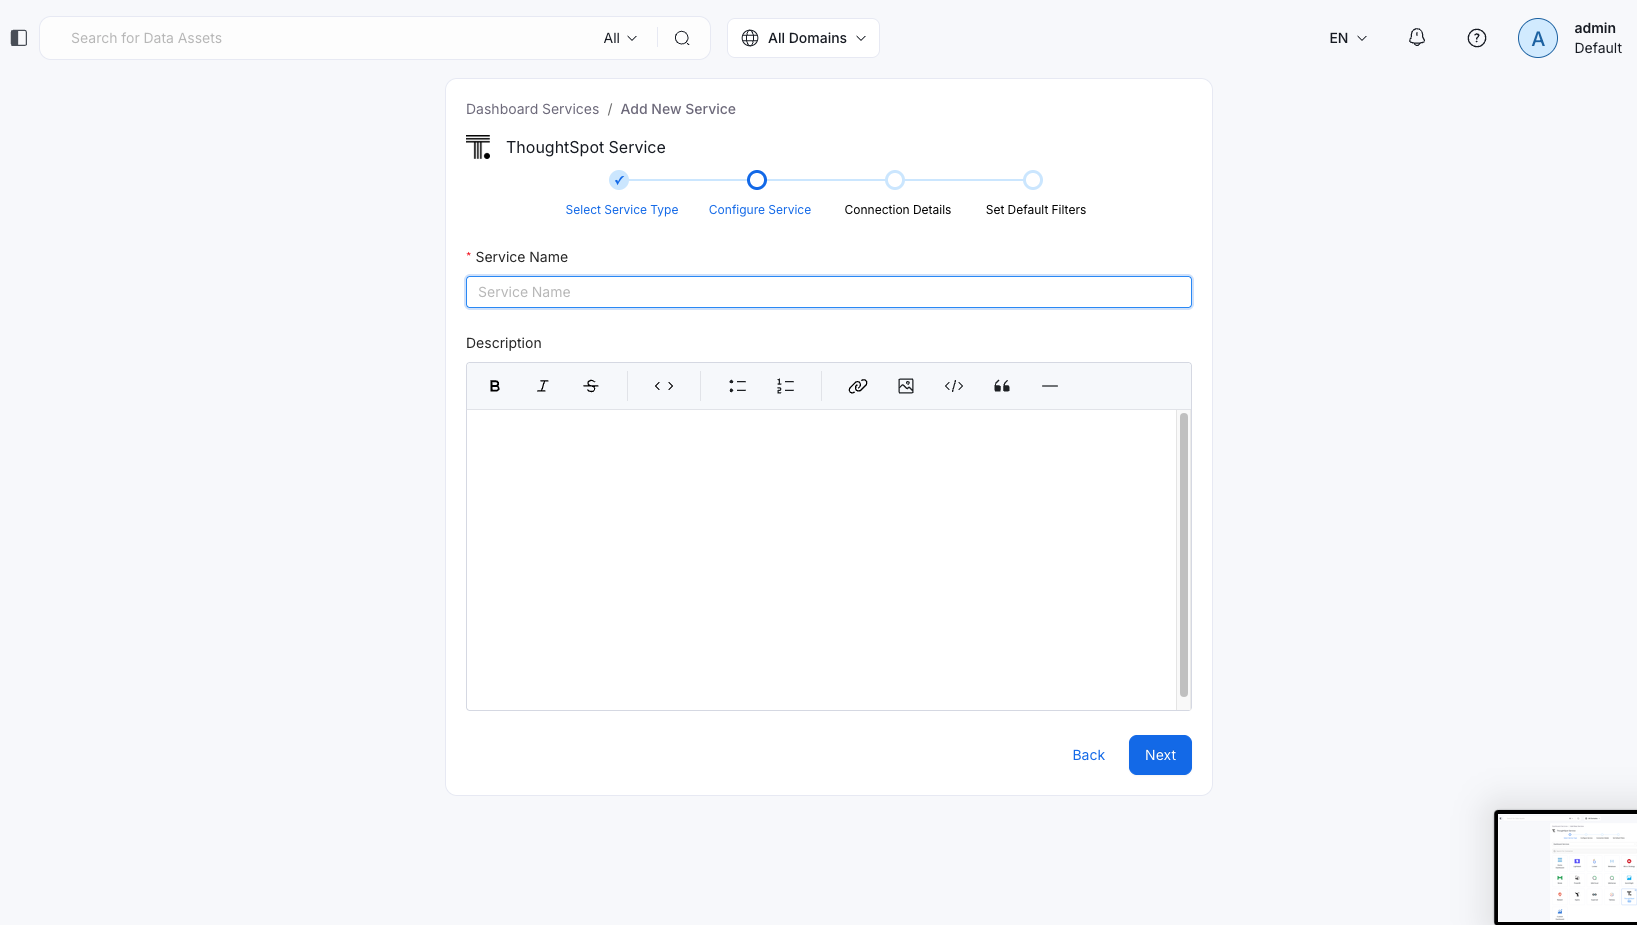 Search for Data Assets
All
All Domains
EN
A
admin
Default
Dashboard Services / Add New Service
ThoughtSpot Service
Select Service Type
Configure Service
Connection Details
Set Default Filters
* Service Name
Service Name
Description
Back
Next